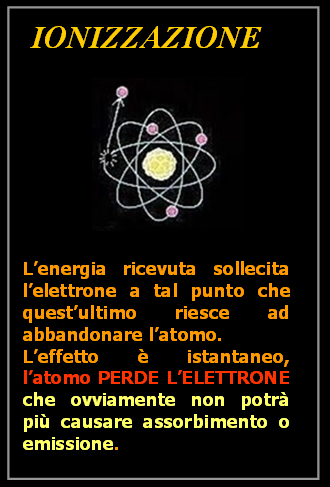 IONIZZAZIONE
L'energia ricevuta sollecita
l'elettrone a tal punto che
quest'ultimo riesce ad
abbandonare l'atomo.
L'effetto è istantaneo,
l'atomo PERDE L'ELETTRONE
che ovviamente non potrà
più causare assorbimento o
emissione.